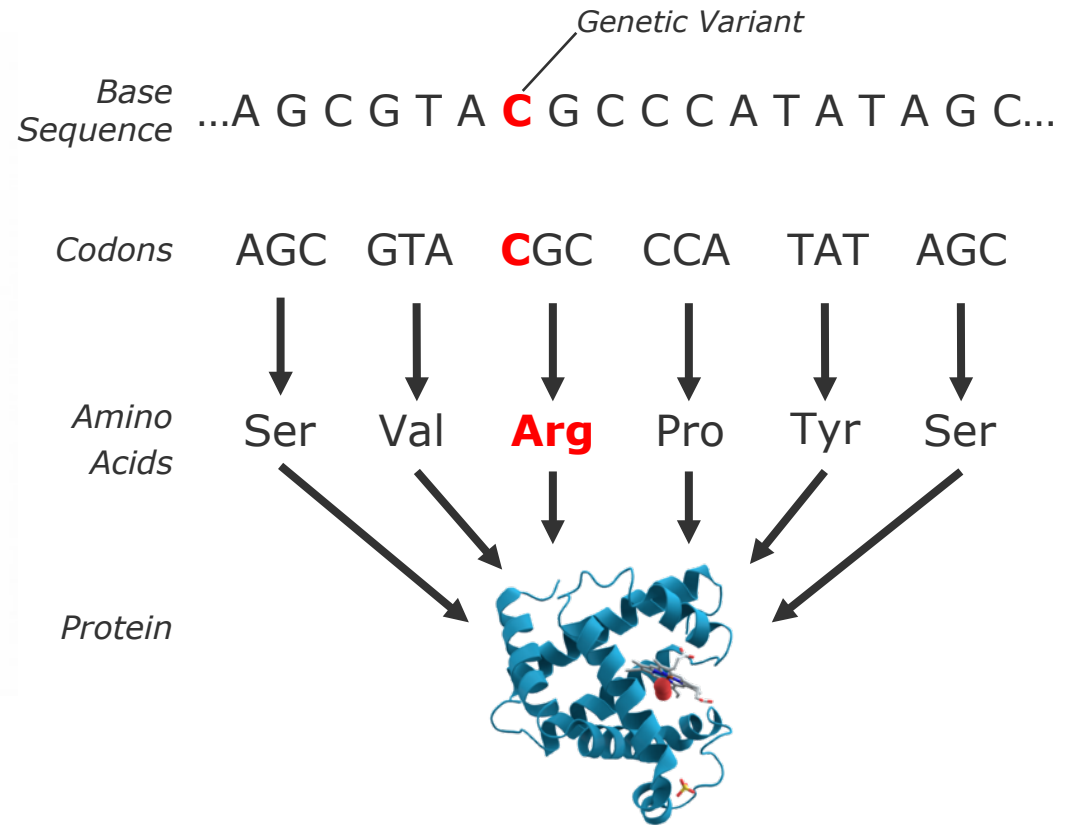 Genetic Variant
Base
Sequence
...A G C G T A C G C C C A T A T A G C...
Codons
AGC GTA CGC CCA TAT AGC
Amino
Acids
Ser Val Arg Pro Tyr Ser
Protein